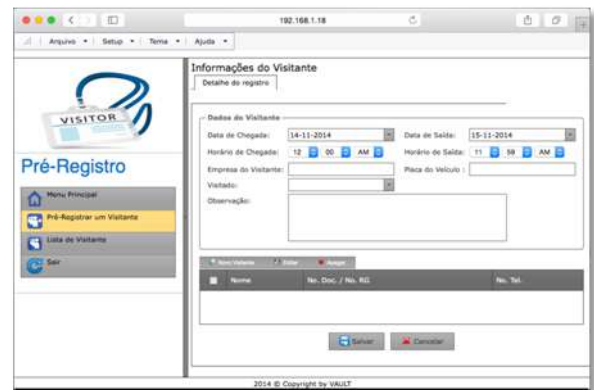 192.168.1.18
Arquivo Setup Tema Ajuda
VISITOR
Pré-Registro
Menu Principal
Pré-Registrar um Visitante
Lista de Visitante
Sair
Informações do Visitante
Detalhe do registro
Dados do Visitante
Data de Chegada: 14-11-2014 Data de Saída: 15-11-2014
Horário de Chegada: 12 00 AM Horário de Saída: 11 59 AM
Empresa do Visitante: Placa do Veículo :
Visitado:
Observação:
Novo Visitante Editar Apagar
Nome No. Doc. / No. RG No. Tel.
Salvar Cancelar
2014 © Copyright by VAULT